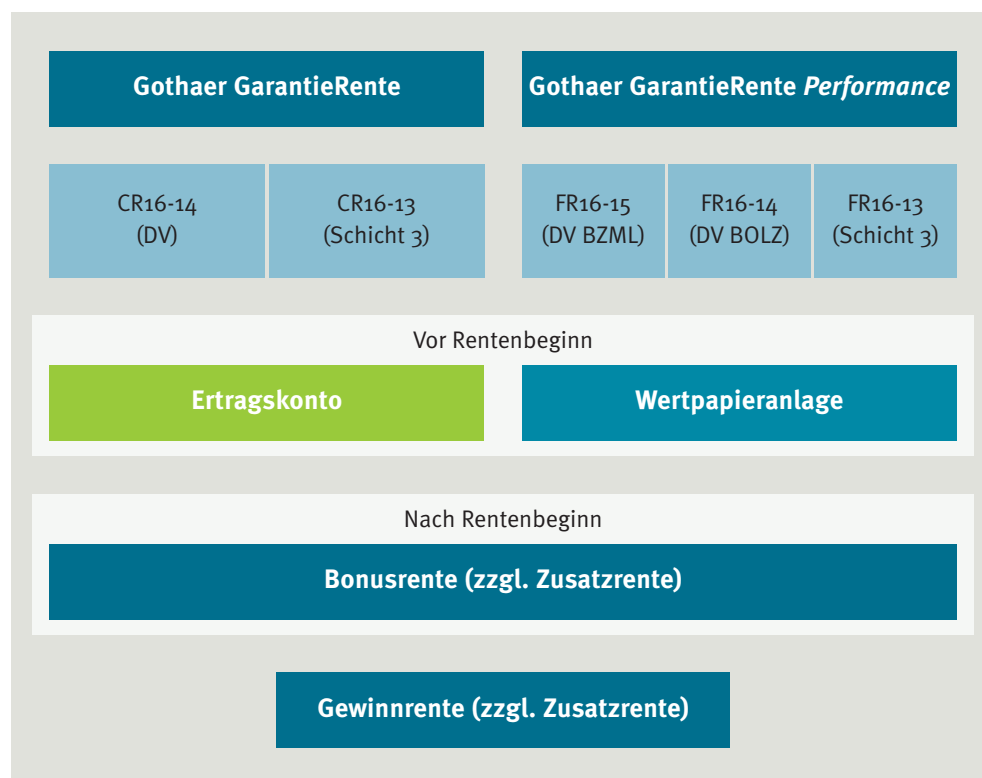 Gothaer GarantieRente
Gothaer GarantieRente Performance
CR16-14
(DV)
CR16-13
(Schicht 3)
FR16-15
(DV BZML)
FR16-14
(DV BOLZ)
FR16-13
(Schicht 3)
Vor Rentenbeginn
Ertragskonto
Wertpapieranlage
Nach Rentenbeginn
Bonusrente (zzgl. Zusatzrente)
Gewinnrente (zzgl. Zusatzrente)